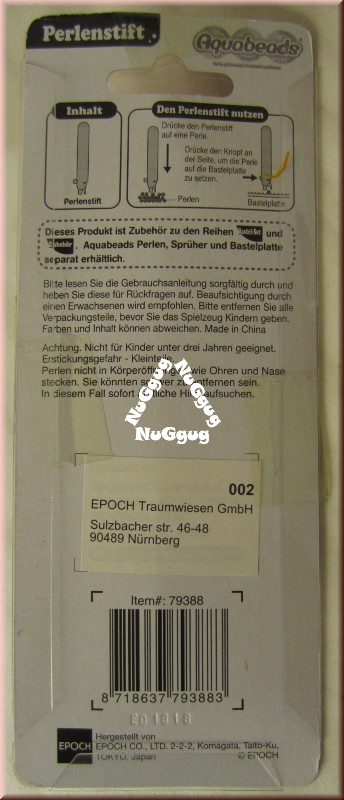 Perlenstift
Aquabeads®
Inhalt
Perlenstift
Den Perlenstift nutzen
Drücke den Perlenstift
auf eine Perle.
Drücke den Knopf an
der Seite, um die Perle
auf die Bastelplatte
zu setzen.
Perlen
Bastelplatte
Dieses Produkt ist Zubehör zu den Reihen Bastel-Set und
Zubehör. Aquabeads Perlen, Sprüher und Bastelplatte
separat erhältlich.
Bitte lesen Sie die Gebrauchsanleitung sorgfältig durch und
heben Sie diese für Rückfragen auf. Beaufsichtigung durch
einen Erwachsenen wird empfohlen. Bitte entfernen Sie alle
Verpackungsteile, bevor Sie das Spielzeug Kindern geben.
Farben und Inhalt können abweichen. Made in China
Achtung. Nicht für Kinder unter drei Jahren geeignet.
Erstickungsgefahr - Kleinteile.
Perlen nicht in Körperöffnungen wie Ohren und Nase
stecken. Sie könnten schwer zu entfernen sein.
In diesem Fall sofort ärztliche Hilfe aufsuchen.
NuGgug
NuGgug
NuGgug
002
EPOCH Traumwiesen GmbH
Sulzbacher str. 46-48
90489 Nürnberg
Item#: 79388
8 718637 793883
E01616
EPOCH
Hergestellt von
EPOCH CO., LTD. 2-2-2, Komagata, Taito-Ku,
TOKYO, Japan © EPOCH